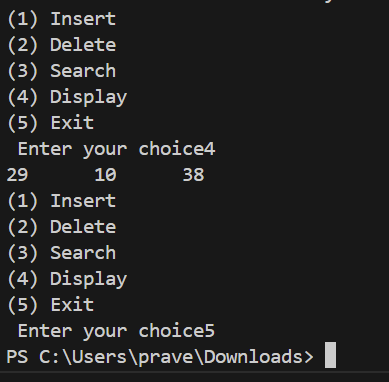 (1) Insert
(2) Delete
(3) Search
(4) Display
(5) Exit
 Enter your choice4
29      10      38
(1) Insert
(2) Delete
(3) Search
(4) Display
(5) Exit
 Enter your choice5
PS C:\Users\prave\Downloads>